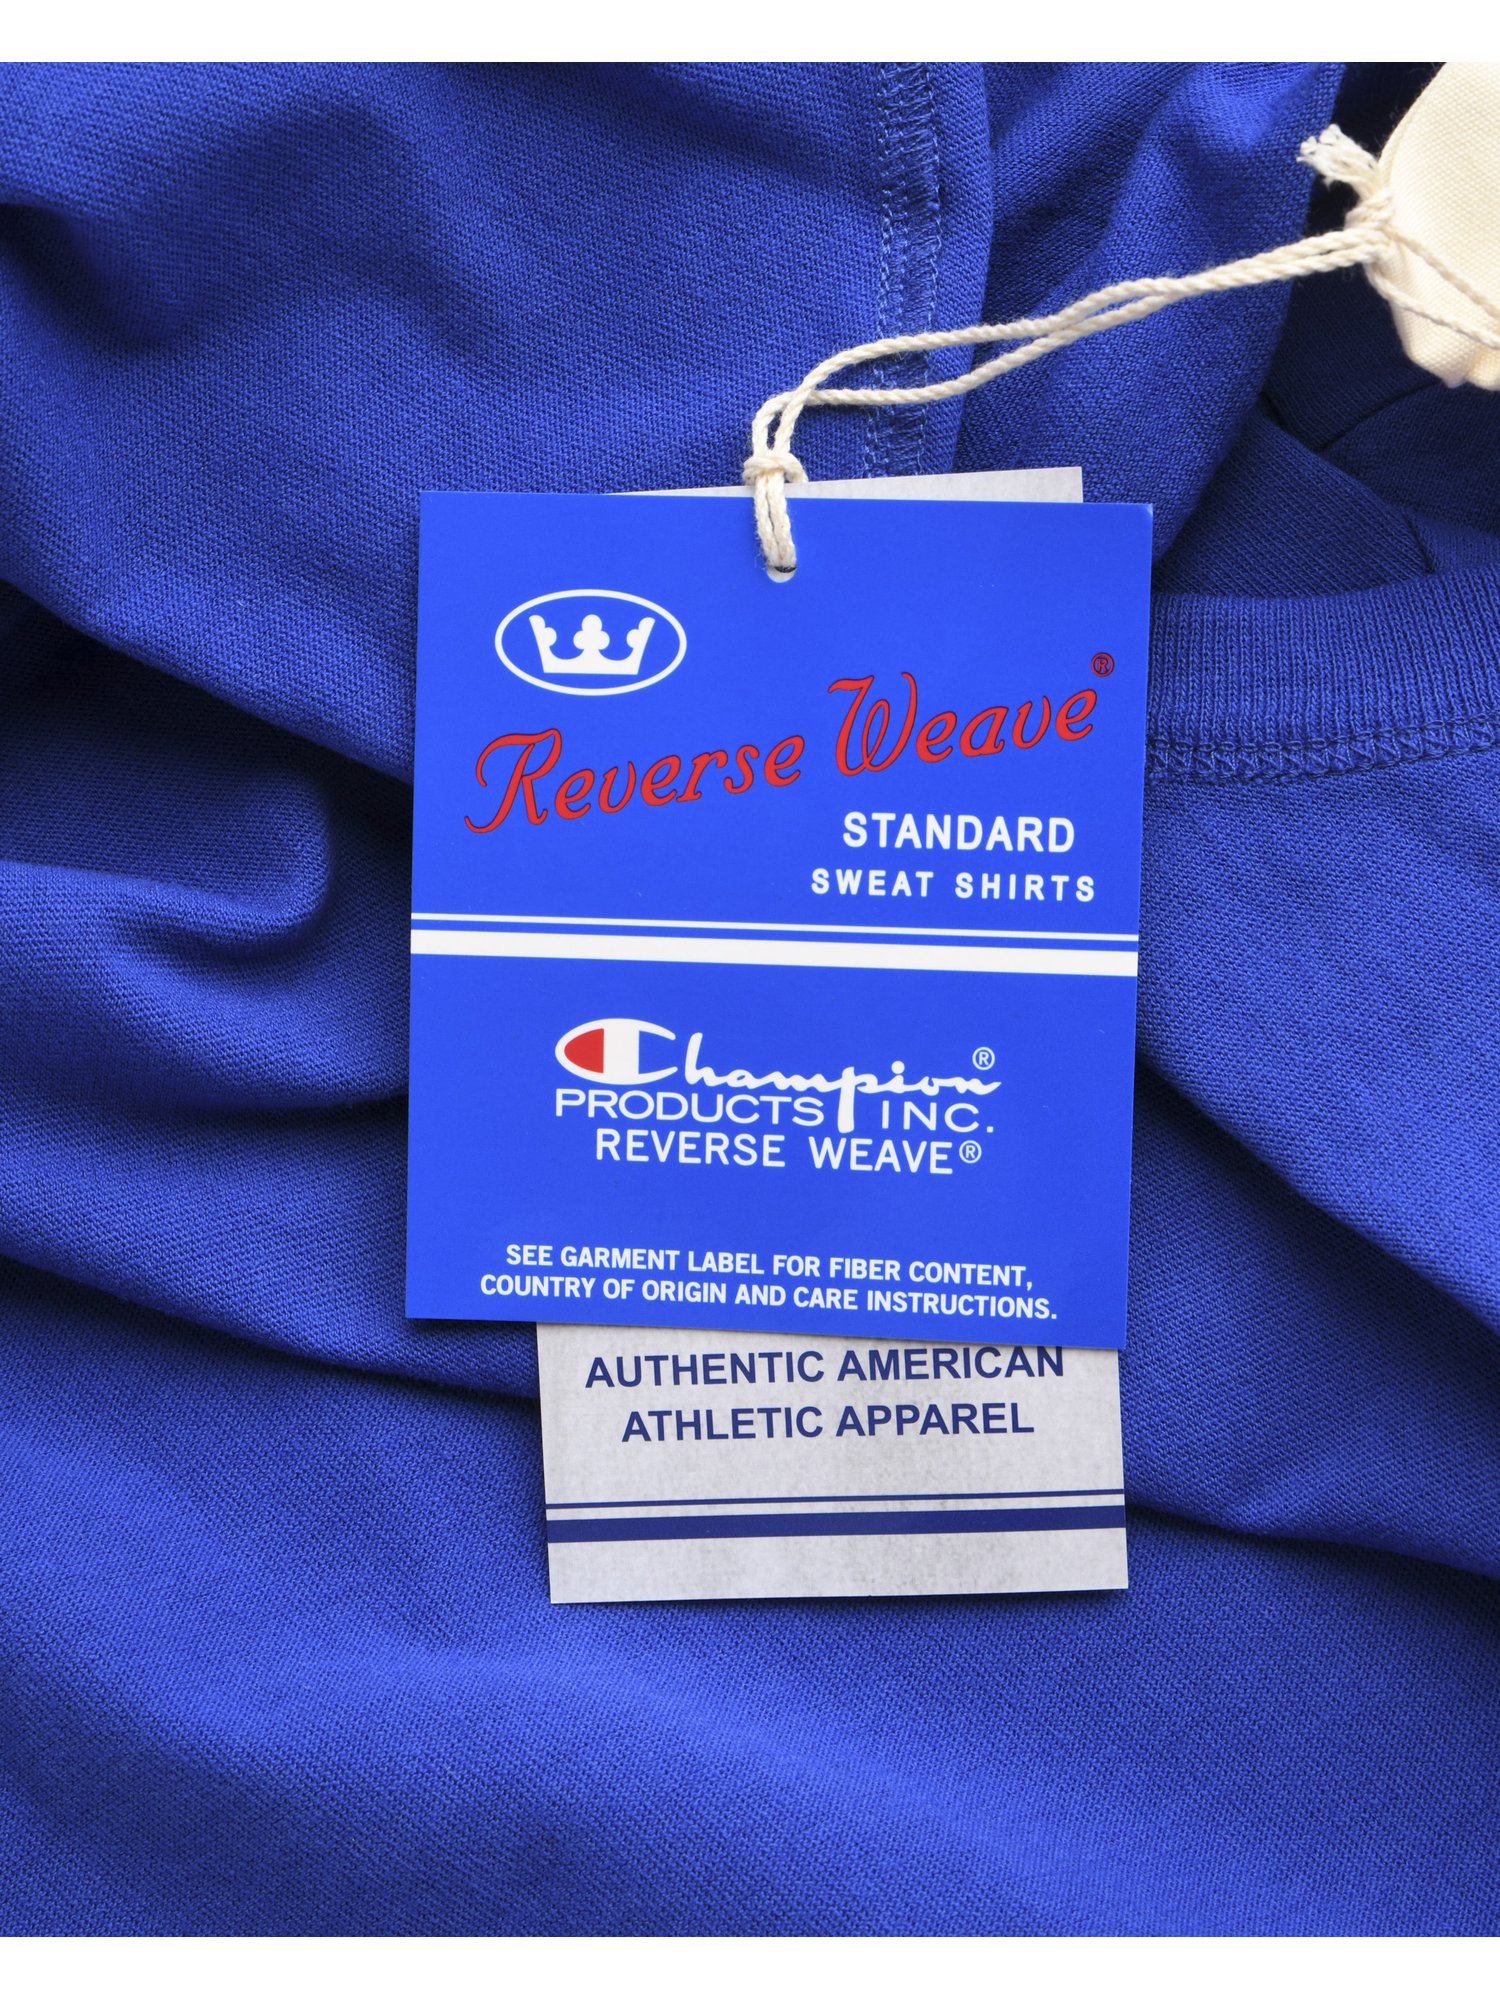 Reverse Weave®
STANDARD
SWEAT SHIRTS
Champion®
PRODUCTS INC.
REVERSE WEAVE®
SEE GARMENT LABEL FOR FIBER CONTENT,
COUNTRY OF ORIGIN AND CARE INSTRUCTIONS.
AUTHENTIC AMERICAN
ATHLETIC APPAREL